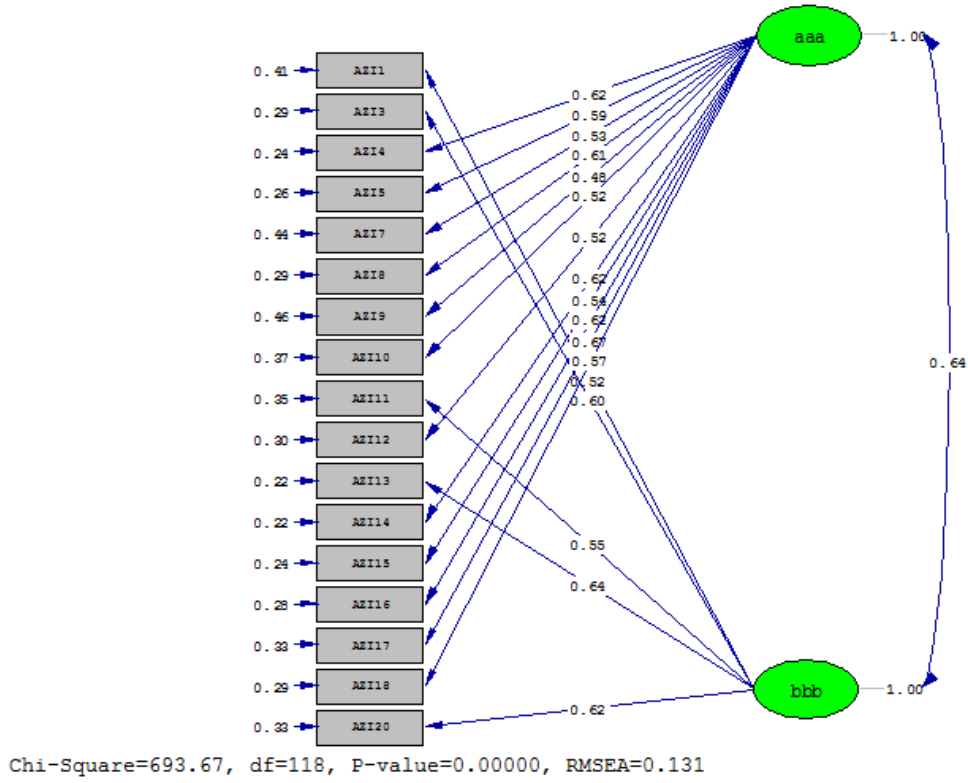 aaa 1.00
0.41 AZI1
0.62
0.29 AZI3
0.59
0.53
0.24 AZI4
0.61
0.48
0.26 AZI5
0.52
0.44 AZI7
0.52
0.29 AZI8
0.62
0.54
0.46 AZI9
0.62
0.67
0.37 AZI10
0.57
0.64
0.52
0.35 AZI11
0.60
0.30 AZI12
0.22 AZI13
0.22 AZI14
0.55
0.24 AZI15
0.64
0.28 AZI16
0.33 AZI17
0.29 AZI18
bbb 1.00
0.62
0.33 AZI20
Chi-Square=693.67, df=118, P-value=0.00000, RMSEA=0.131